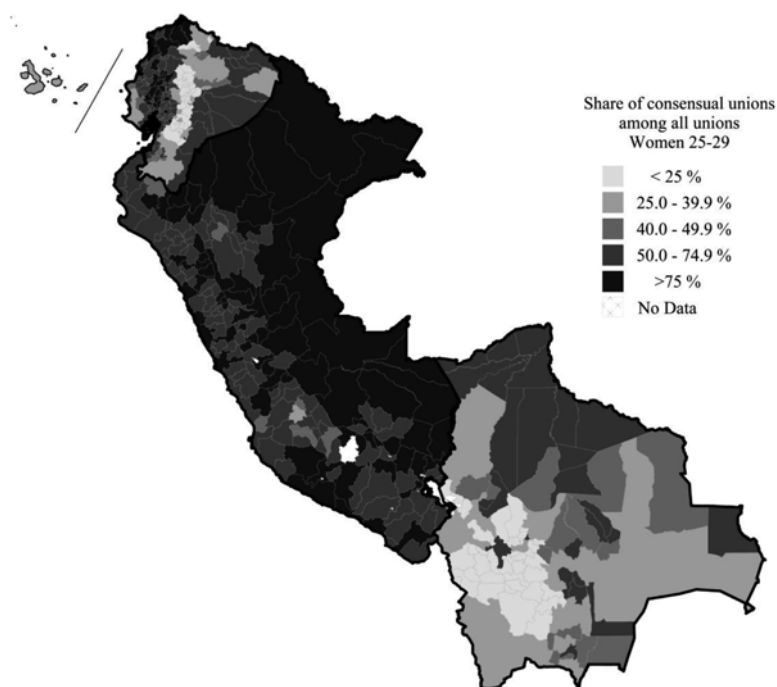 Share of consensual unions
among all unions
Women 25-29
< 25 %
25.0 - 39.9 %
40.0 - 49.9 %
50.0 - 74.9 %
>75 %
No Data